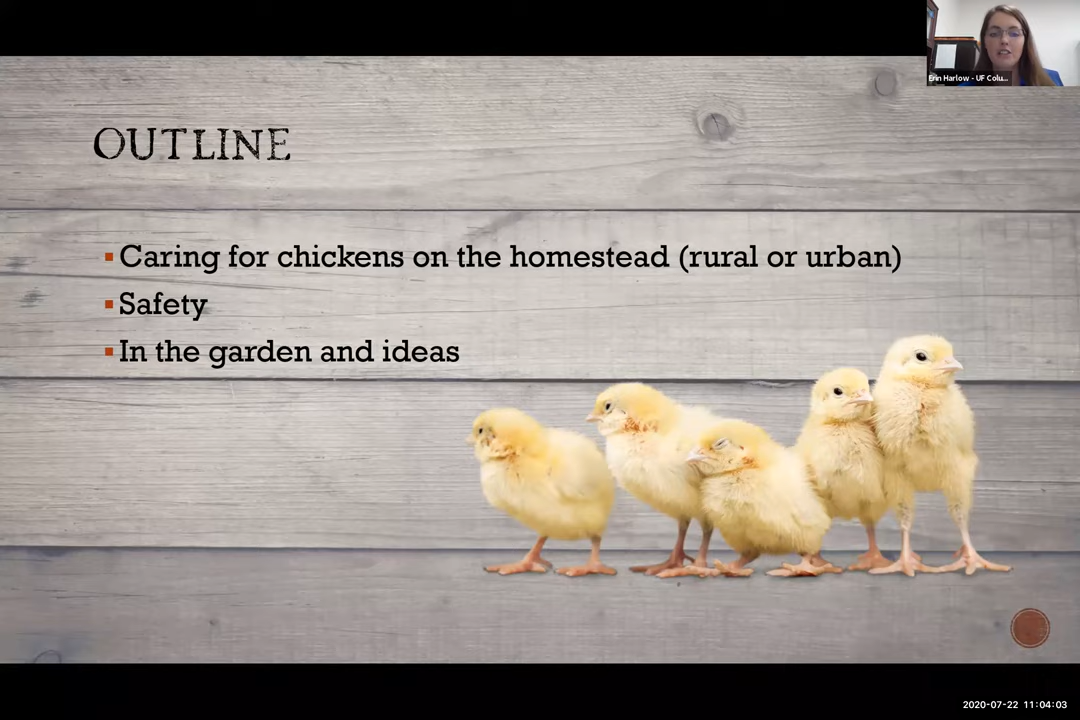 Erin Harlow - UF Colu...
OUTLINE
Caring for chickens on the homestead (rural or urban)
Safety
In the garden and ideas
2020-07-22 11:04:03